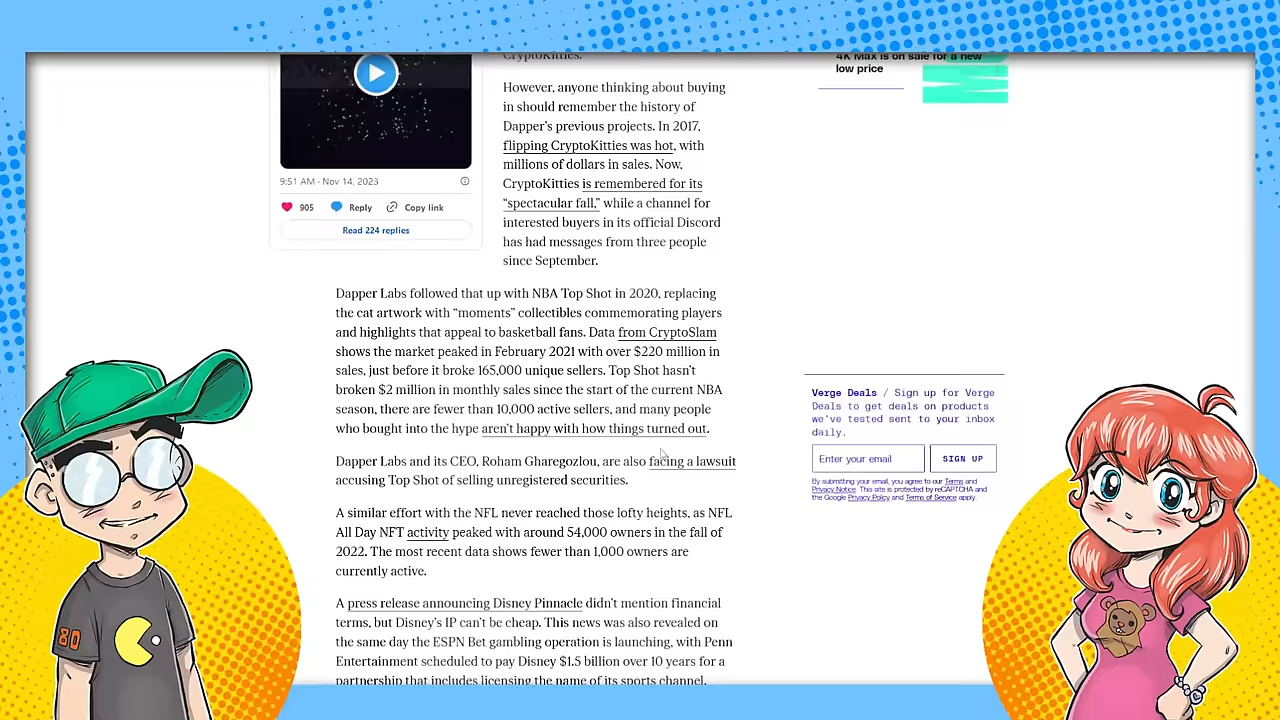 CryptoKitties.
However, anyone thinking about buying
in should remember the history of
Dapper’s previous projects. In 2017,
flipping CryptoKitties was hot, with
millions of dollars in sales. Now,
CryptoKitties is remembered for its
“spectacular fall,” while a channel for
interested buyers in its official Discord
has had messages from three people
since September.
9:51 AM · Nov 14, 2023
905 Reply Copy link
Read 224 replies
Dapper Labs followed that up with NBA Top Shot in 2020, replacing
the cat artwork with “moments” collectibles commemorating players
and highlights that appeal to basketball fans. Data from CryptoSlam
shows the market peaked in February 2021 with over $220 million in
sales, just before it broke 165,000 unique sellers. Top Shot hasn’t
broken $2 million in monthly sales since the start of the current NBA
season, there are fewer than 10,000 active sellers, and many people
who bought into the hype aren’t happy with how things turned out.
Dapper Labs and its CEO, Roham Gharegozlou, are also facing a lawsuit
accusing Top Shot of selling unregistered securities.
A similar effort with the NFL never reached those lofty heights, as NFL
All Day NFT activity peaked with around 54,000 owners in the fall of
2022. The most recent data shows fewer than 1,000 owners are
currently active.
A press release announcing Disney Pinnacle didn’t mention financial
terms, but Disney’s IP can’t be cheap. This news was also revealed on
the same day the ESPN Bet gambling operation is launching, with Penn
Entertainment scheduled to pay Disney $1.5 billion over 10 years for a
partnership that includes licensing the name of its sports channel.
4K Max is on sale for a new
low price
Verge Deals / Sign up for Verge
Deals to get deals on products
we've tested sent to your inbox
daily.
Enter your email SIGN UP
By submitting your email, you agree to our Terms and
Privacy Notice. This site is protected by reCAPTCHA and
the Google Privacy Policy and Terms of Service apply.
80